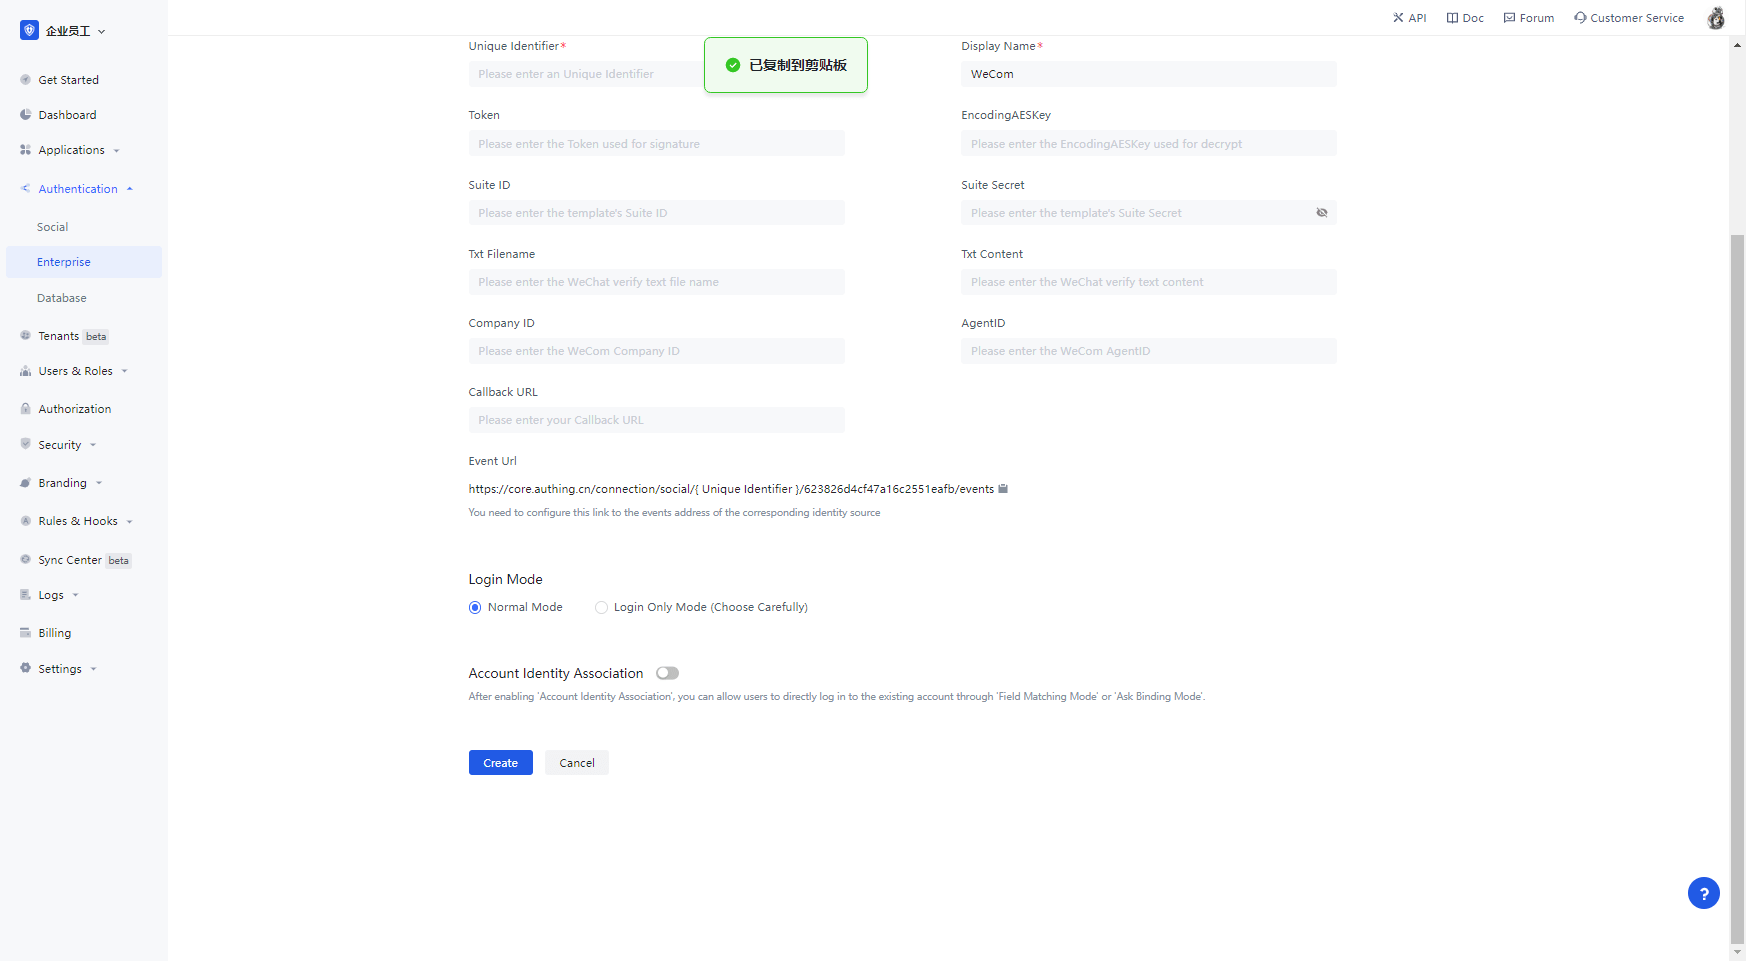 企业员工
API
Doc
Forum
Customer Service
Get Started
Dashboard
Applications
Authentication
Social
Enterprise
Database
Tenants beta
Users & Roles
Authorization
Security
Branding
Rules & Hooks
Sync Center beta
Logs
Billing
Settings
已复制到剪贴板
Unique Identifier*
Please enter an Unique Identifier
Display Name*
WeCom
Token
Please enter the Token used for signature
EncodingAESKey
Please enter the EncodingAESKey used for decrypt
Suite ID
Please enter the template's Suite ID
Suite Secret
Please enter the template's Suite Secret
Txt Filename
Please enter the WeChat verify text file name
Txt Content
Please enter the WeChat verify text content
Company ID
Please enter the WeCom Company ID
AgentID
Please enter the WeCom AgentID
Callback URL
Please enter your Callback URL
Event Url
https://core.authing.cn/connection/social/{ Unique Identifier }/623826d4cf47a16c2551eafb/events
You need to configure this link to the events address of the corresponding identity source
Login Mode
Normal Mode
Login Only Mode (Choose Carefully)
Account Identity Association
After enabling 'Account Identity Association', you can allow users to directly log in to the existing account through 'Field Matching Mode' or 'Ask Binding Mode'.
Create
Cancel
?